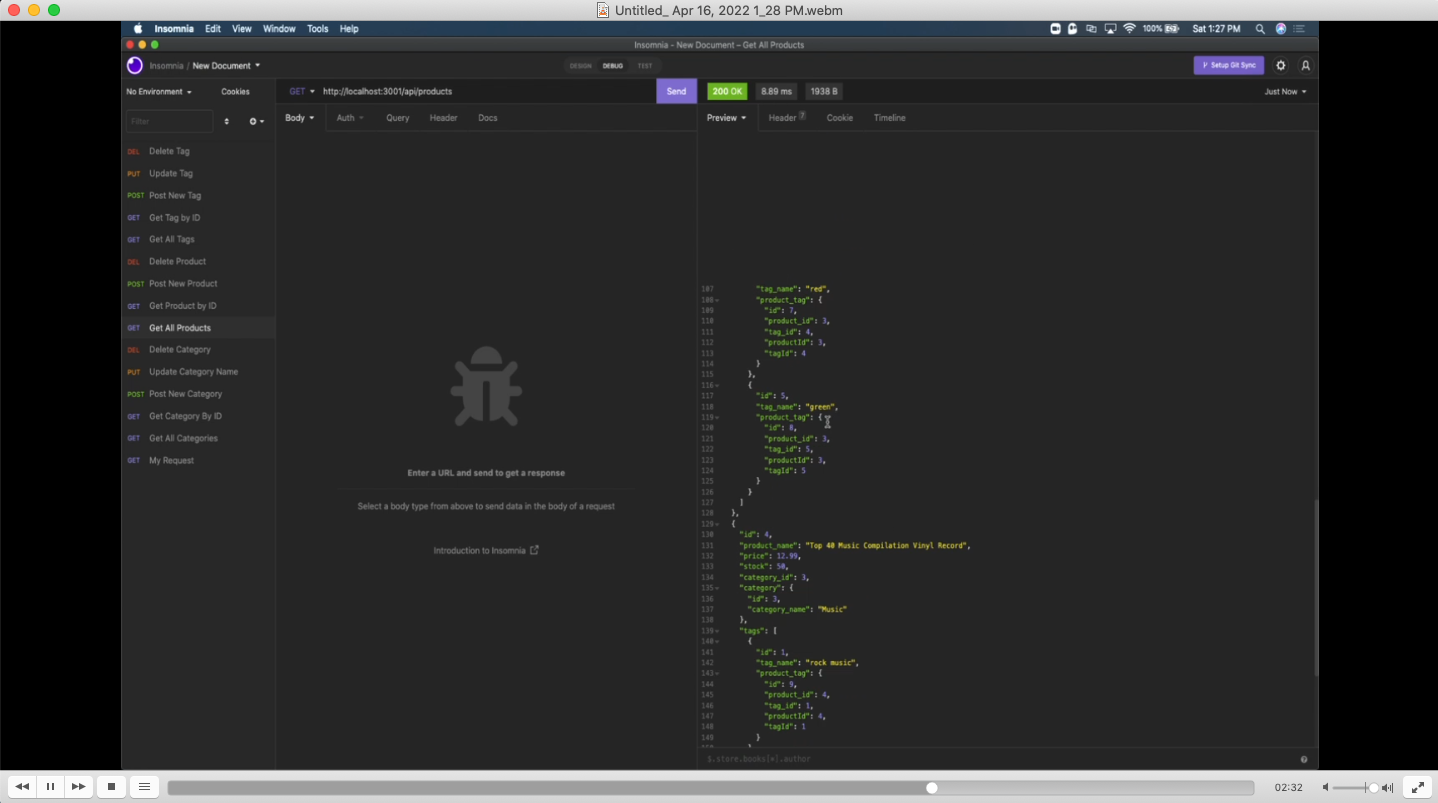 Untitled_ Apr 16, 2022 1_28 PM.webm
Insomnia Edit View Window Tools Help
100% Sat 1:27 PM
Insomnia - New Document – Get All Products
Insomnia / New Document
DESIGN DEBUG TEST
Setup Git Sync
No Environment Cookies
GET http://localhost:3001/api/products Send
200 OK 8.89 ms 1938 B Just Now
Filter
Body Auth Query Header Docs
Preview Header 7 Cookie Timeline
DEL Delete Tag
PUT Update Tag
POST Post New Tag
GET Get Tag by ID
GET Get All Tags
DEL Delete Product
POST Post New Product
GET Get Product by ID
GET Get All Products
DEL Delete Category
PUT Update Category Name
POST Post New Category
GET Get Category By ID
GET Get All Categories
GET My Request
Enter a URL and send to get a response
Select a body type from above to send data in the body of a request
Introduction to Insomnia
107 "tag_name": "red",
108 "product_tag": {
109 "id": 7,
110 "product_id": 3,
111 "tag_id": 4,
112 "productId": 3,
113 "tagId": 4
114 }
115 },
116 {
117 "id": 5,
118 "tag_name": "green",
119 "product_tag": {
120 "id": 8,
121 "product_id": 3,
122 "tag_id": 5,
123 "productId": 3,
124 "tagId": 5
125 }
126 }
127 ]
128 },
129 {
130 "id": 4,
131 "product_name": "Top 40 Music Compilation Vinyl Record",
132 "price": 12.99,
133 "stock": 50,
134 "category_id": 3,
135 "category": {
136 "id": 3,
137 "category_name": "Music"
138 },
139 "tags": [
140 {
141 "id": 1,
142 "tag_name": "rock music",
143 "product_tag": {
144 "id": 9,
145 "product_id": 4,
146 "tag_id": 1,
147 "productId": 4,
148 "tagId": 1
149 }
$.store.books[*].author
02:32